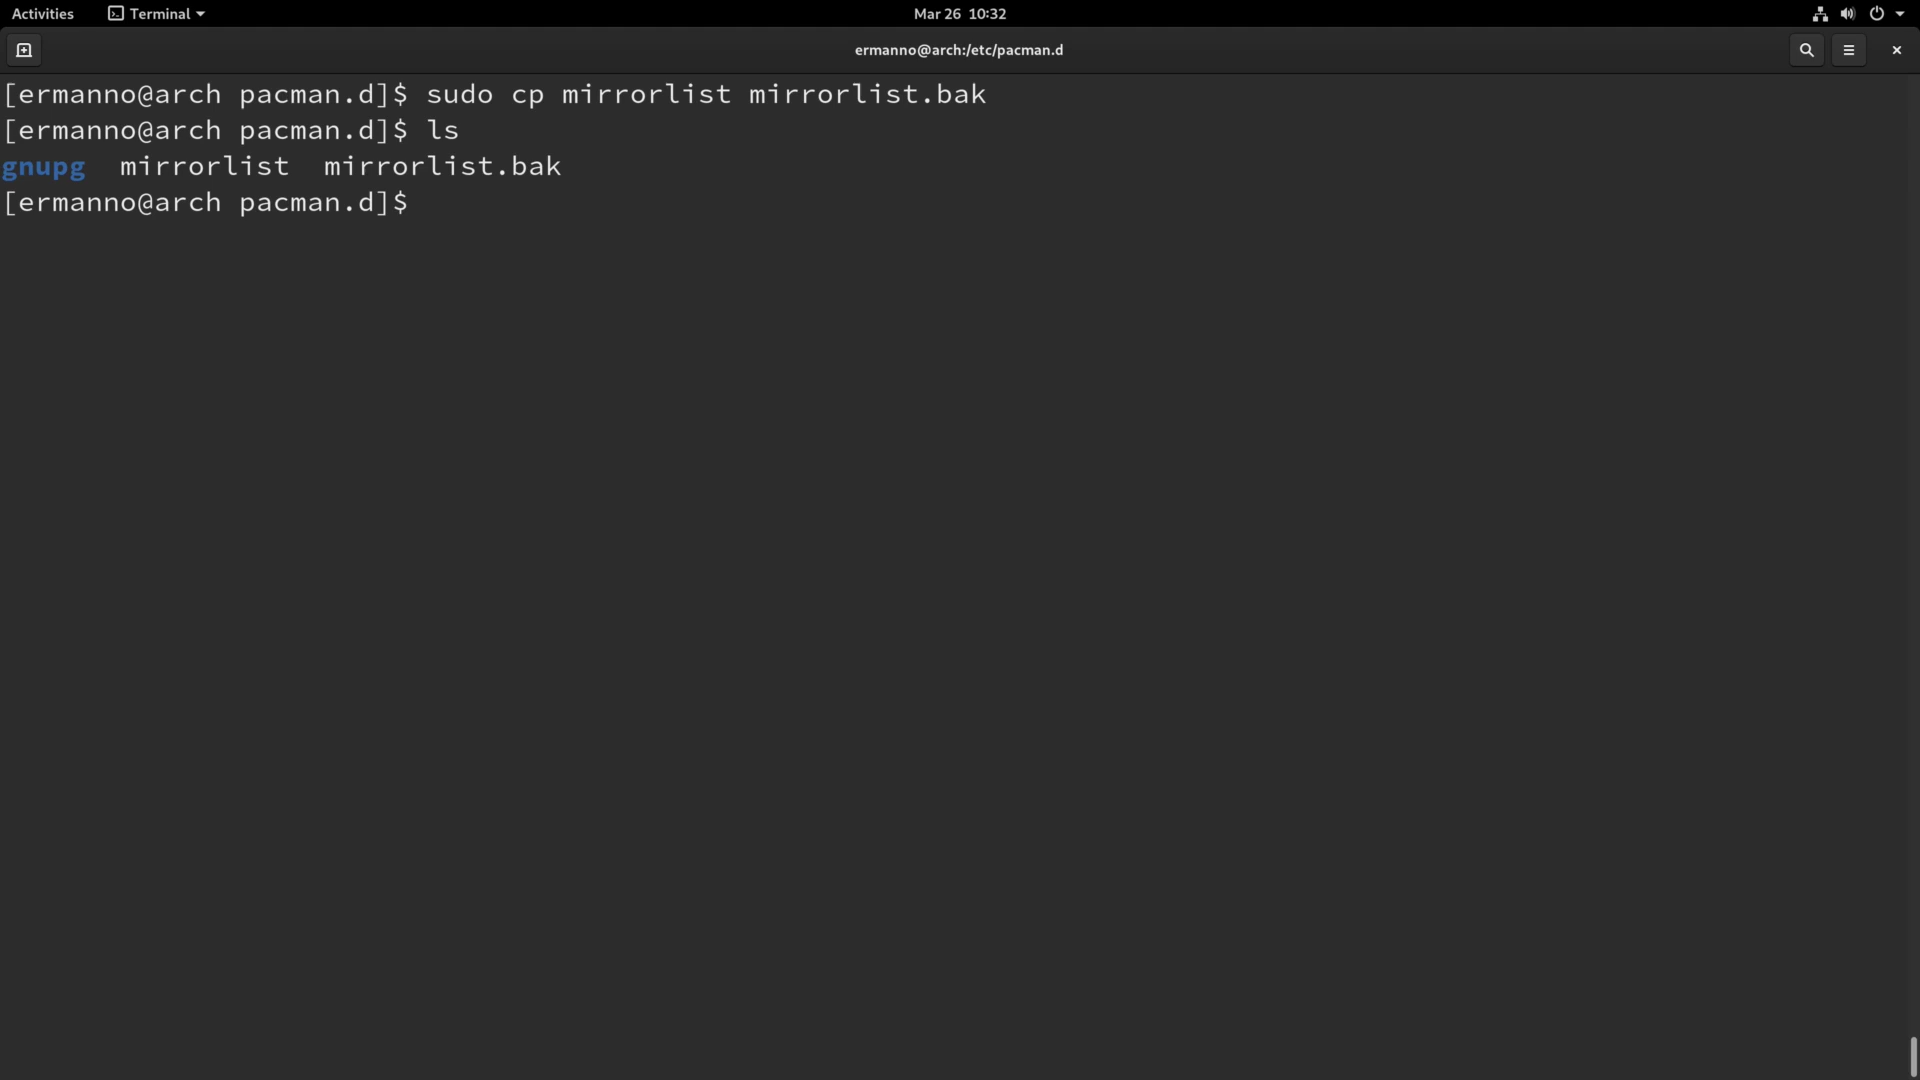 Activities Terminal Mar 26 10:32
ermanno@arch:/etc/pacman.d
[ermanno@arch pacman.d]$ sudo cp mirrorlist mirrorlist.bak
[ermanno@arch pacman.d]$ ls
gnupg mirrorlist mirrorlist.bak
[ermanno@arch pacman.d]$